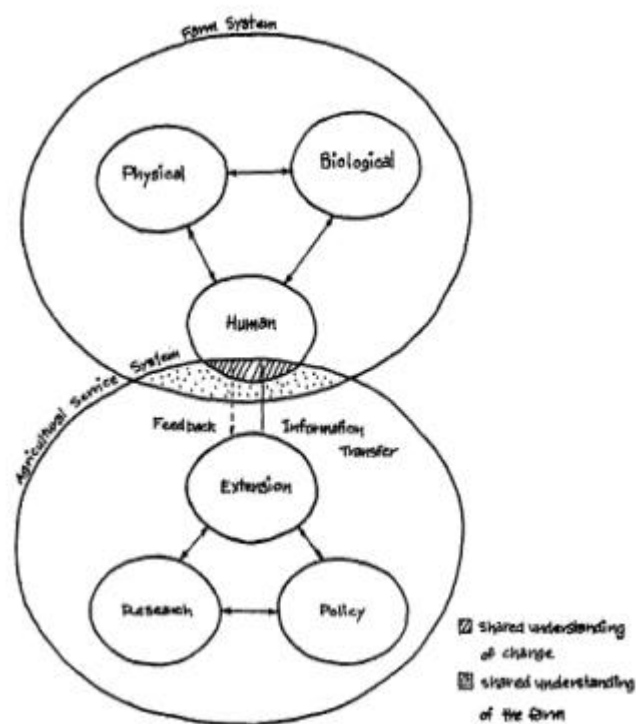 Farm System
Physical
Biological
Human
Agricultural Service System
Feedback
Information
Transfer
Extension
Research
Policy
shared understanding
of change
shared understanding
of the farm